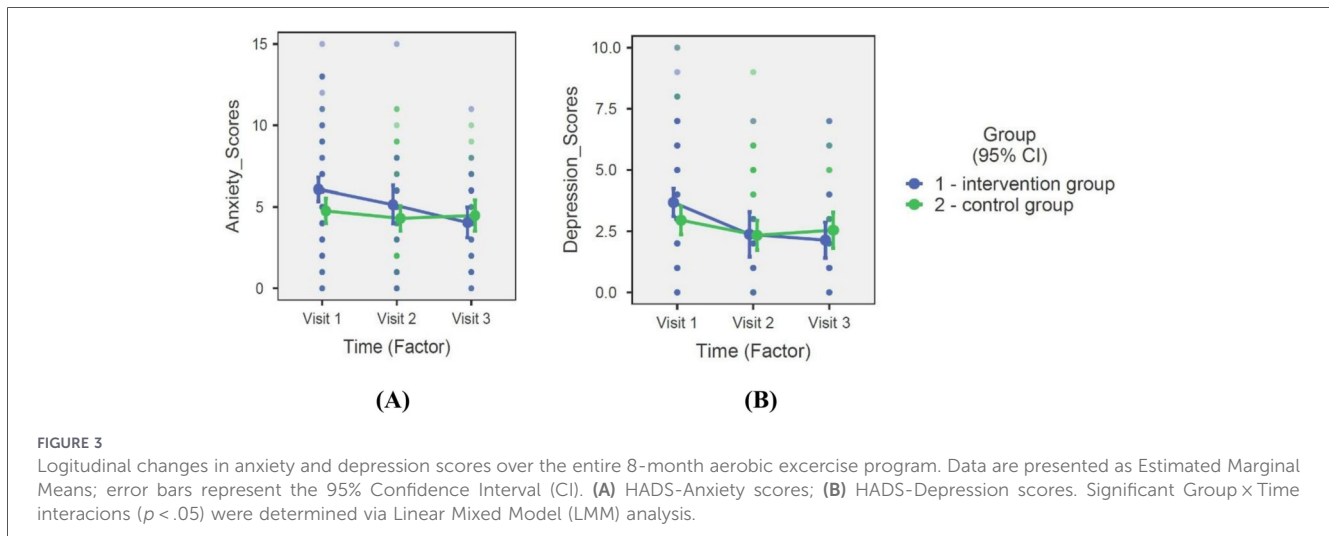 15
10
5
0
Anxiety_Scores
Visit 1 Visit 2 Visit 3
Time (Factor)
(A)
10.0
7.5
5.0
2.5
0.0
Depression_Scores
Visit 1 Visit 2 Visit 3
Time (Factor)
(B)
Group
(95% CI)
1 - intervention group
2 - control group
FIGURE 3
Logitudinal changes in anxiety and depression scores over the entire 8-month aerobic excercise program. Data are presented as Estimated Marginal
Means; error bars represent the 95% Confidence Interval (CI). (A) HADS-Anxiety scores; (B) HADS-Depression scores. Significant Group × Time
interacions (p < .05) were determined via Linear Mixed Model (LMM) analysis.